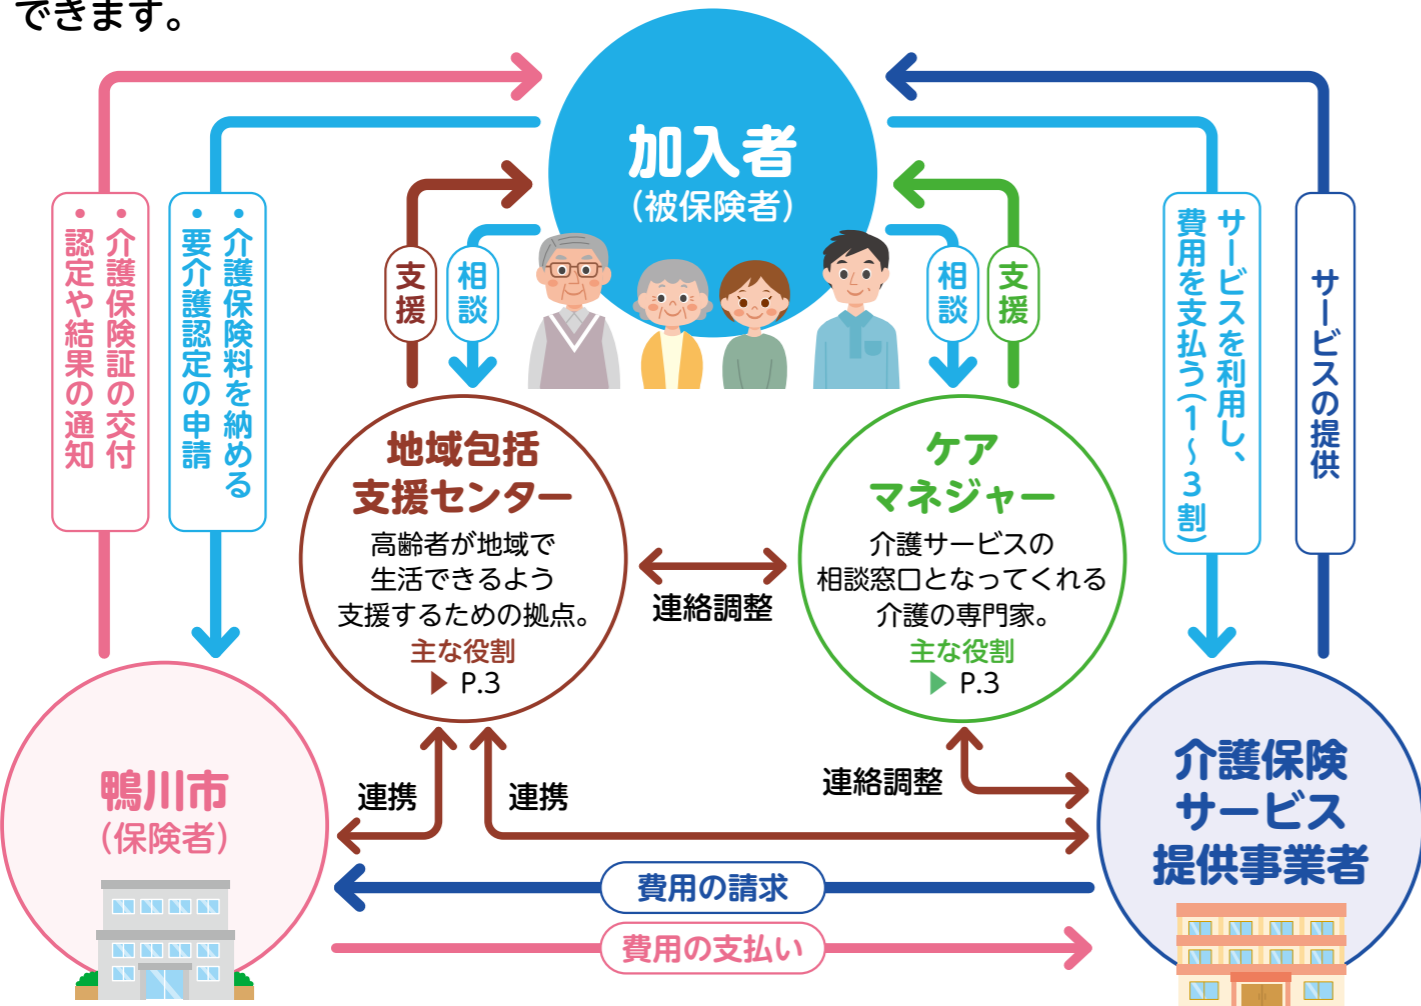 できます。
加入者
（被保険者）
・介護保険証の交付
・認定や結果の通知
・介護保険料を納める
・要介護認定の申請
支援
相談
相談
支援
サービスを利用し、
費用を支払う（1～3割）
サービスの提供
地域包括
支援センター
高齢者が地域で
生活できるよう
支援するための拠点。
主な役割
▶ P.3
連絡調整
ケア
マネジャー
介護サービスの
相談窓口となってくれる
介護の専門家。
主な役割
▶ P.3
鴨川市
（保険者）
連携
連携
連絡調整
介護保険
サービス
提供事業者
費用の請求
費用の支払い